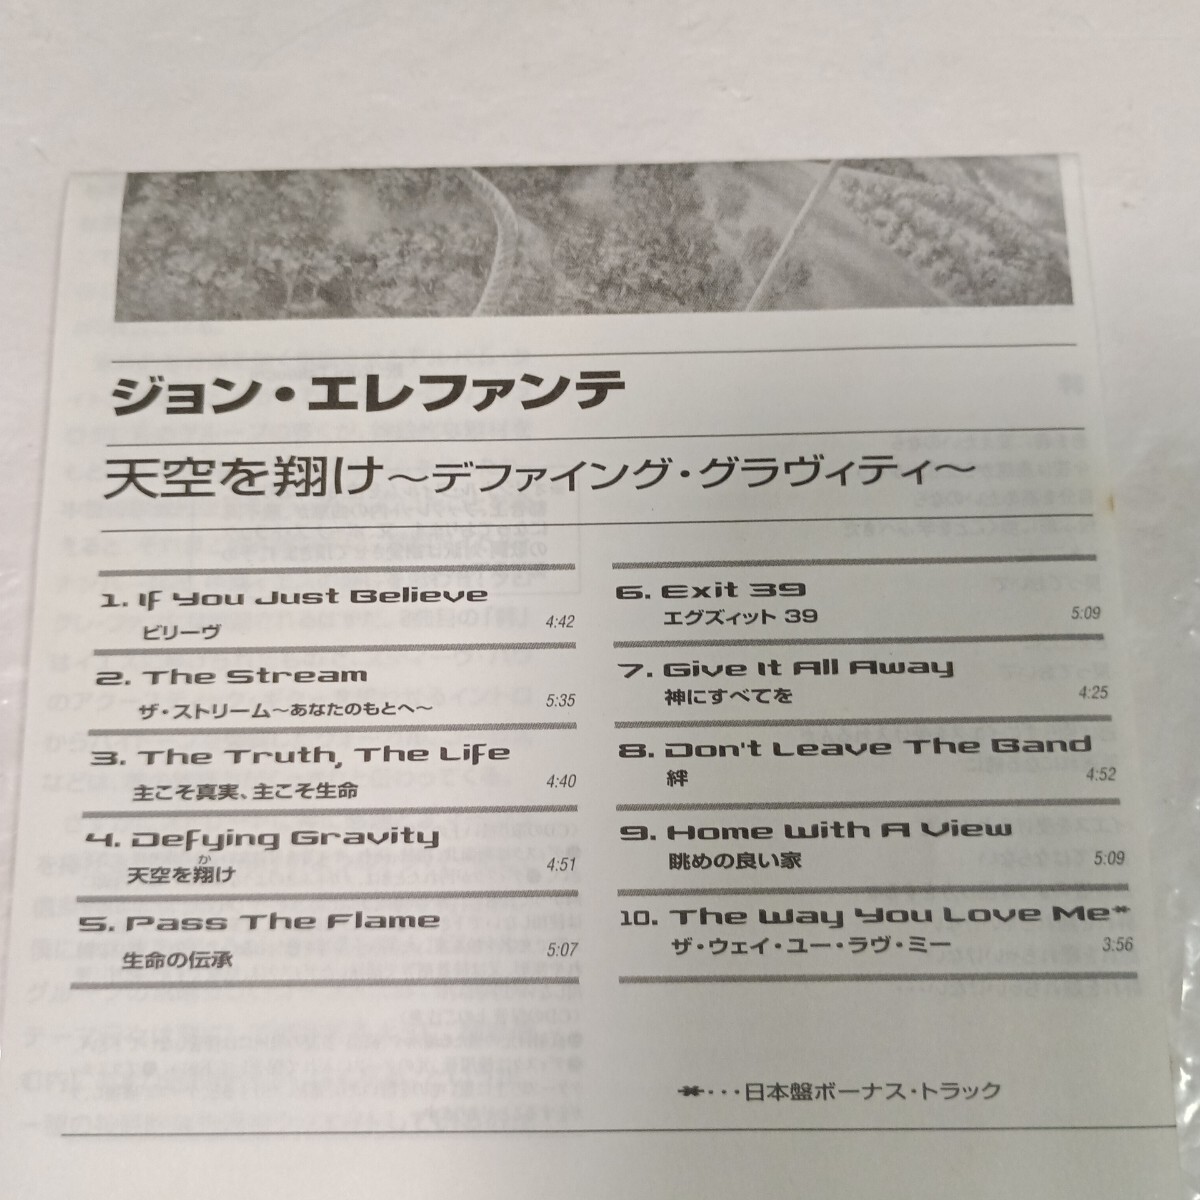 ジョン・エレファンテ
天空を翔け～デファイング・グラヴィティ～
1. If You Just Believe
ビリーヴ 4:42
2. The Stream
ザ・ストリーム～あなたのもとへ～ 5:35
3. The Truth, The Life
主こそ真実、主こそ生命 4:40
4. Defying Gravity
か
天空を翔け 4:51
5. Pass The Flame
生命の伝承 5:07
6. Exit 39
エグズィット 39 5:09
7. Give It All Away
神にすべてを 4:25
8. Don't Leave The Band
絆 4:52
9. Home With A View
眺めの良い家 5:09
10. The Way You Love Me*
ザ・ウェイ・ユー・ラヴ・ミー 3:56
*・・・日本盤ボーナス・トラック